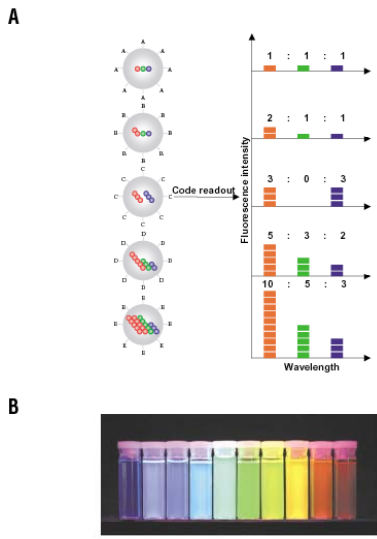 A
A
A A
A A
A A
A
1 : 1 : 1
B
B B
B B
B B
B
2 : 1 : 1
C
C C
C C
C C
C
Code readout
3 : 0 : 3
Fluorescence intensity
D
D D
D D
D D
D
5 : 3 : 2
E
E E
E E
E E
E
10 : 5 : 3
Wavelength
B